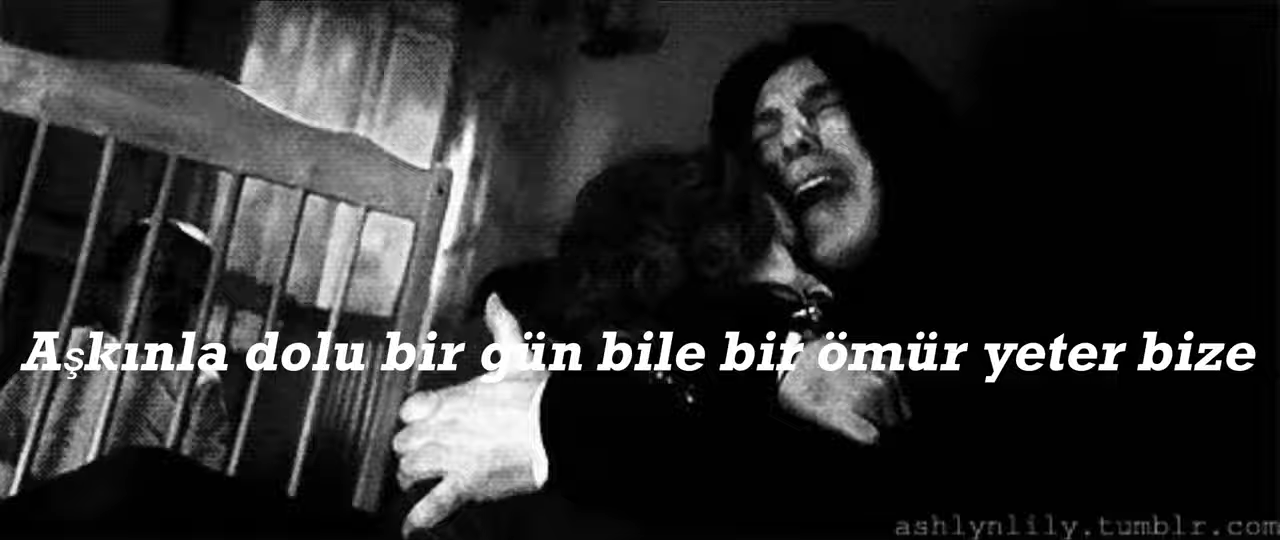 Aşkınla dolu bir gün bile bir ömür yeter bize
ashlynlily.tumblr.com